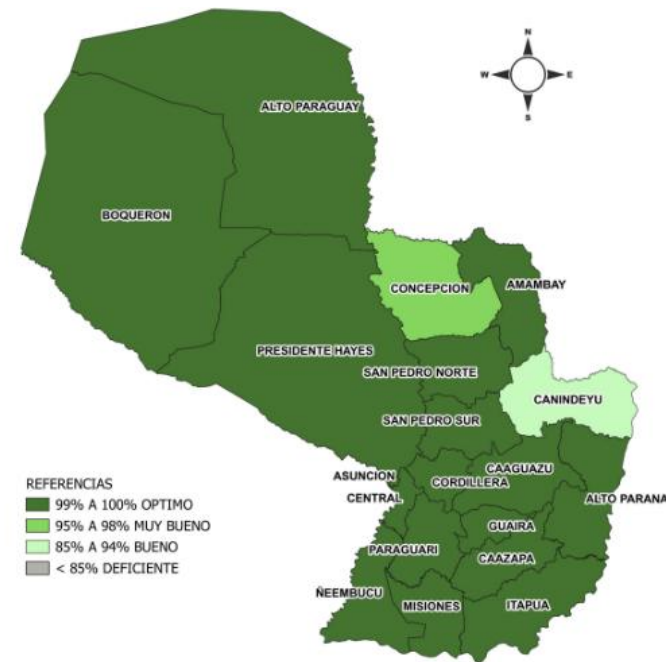 N
W
E
S
ALTO PARAGUAY
BOQUERON
CONCEPCION
AMAMBAY
PRESIDENTE HAYES
SAN PEDRO NORTE
CANINDEYU
SAN PEDRO SUR
ASUNCION
CAAGUAZU
CORDILLERA
CENTRAL
ALTO PARANA
GUAIRA
PARAGUARI
CAAZAPA
ÑEEMBUCU
MISIONES
ITAPUA
REFERENCIAS
99% A 100% OPTIMO
95% A 98% MUY BUENO
85% A 94% BUENO
< 85% DEFICIENTE